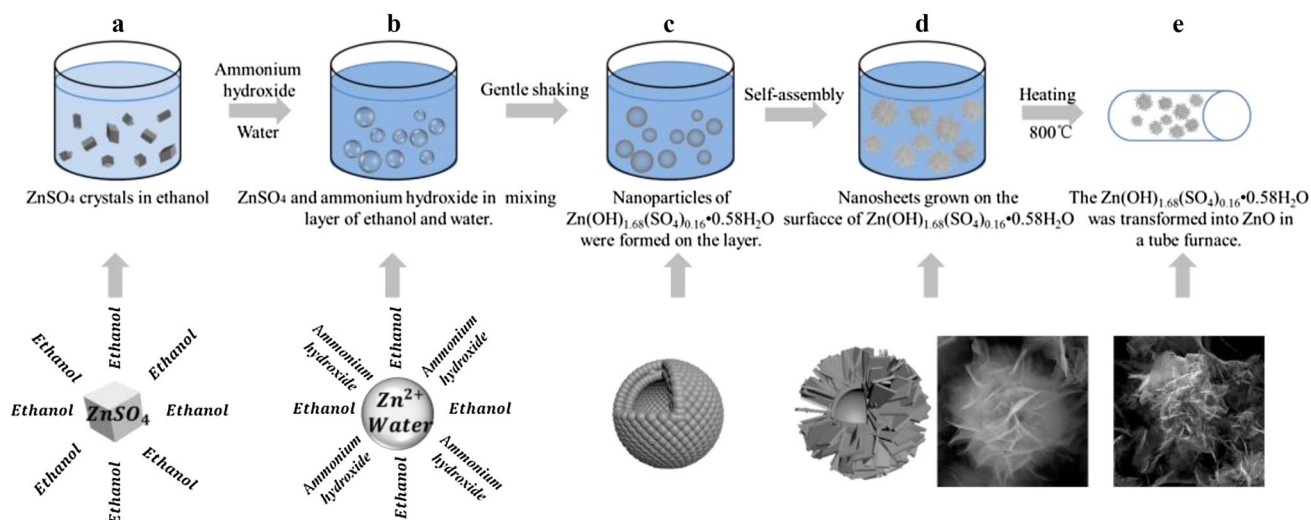 a
b
c
d
e
Ammonium
hydroxide
Water
Gentle shaking
Self-assembly
Heating
800℃
ZnSO₄ crystals in ethanol
ZnSO₄ and ammonium hydroxide in mixing
layer of ethanol and water.
Nanoparticles of
Zn(OH)₁.₆₈(SO₄)₀.₁₆•0.58H₂O
were formed on the layer.
Nanosheets grown on the
surfacce of Zn(OH)₁.₆₈(SO₄)₀.₁₆•0.58H₂O
The Zn(OH)₁.₆₈(SO₄)₀.₁₆•0.58H₂O
was transformed into ZnO in
a tube furnace.
Ethanol
Ethanol
Ethanol
Ethanol
ZnSO₄
Ethanol
Ethanol
Ethanol
Ethanol
Ethanol
Ammonium
hydroxide
Ammonium
hydroxide
Ethanol
Zn²⁺
Water
Ethanol
Ammonium
hydroxide
Ammonium
hydroxide
Ethanol